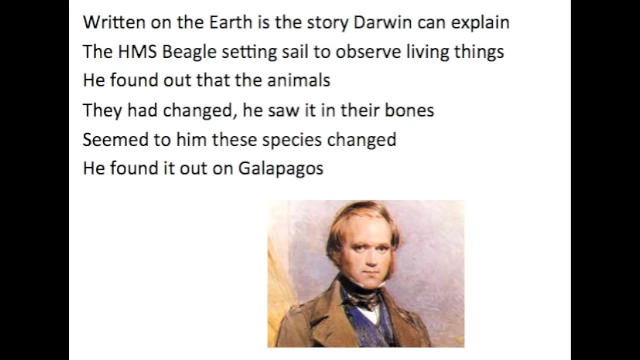 Written on the Earth is the story Darwin can explain
The HMS Beagle setting sail to observe living things
He found out that the animals
They had changed, he saw it in their bones
Seemed to him these species changed
He found it out on Galapagos